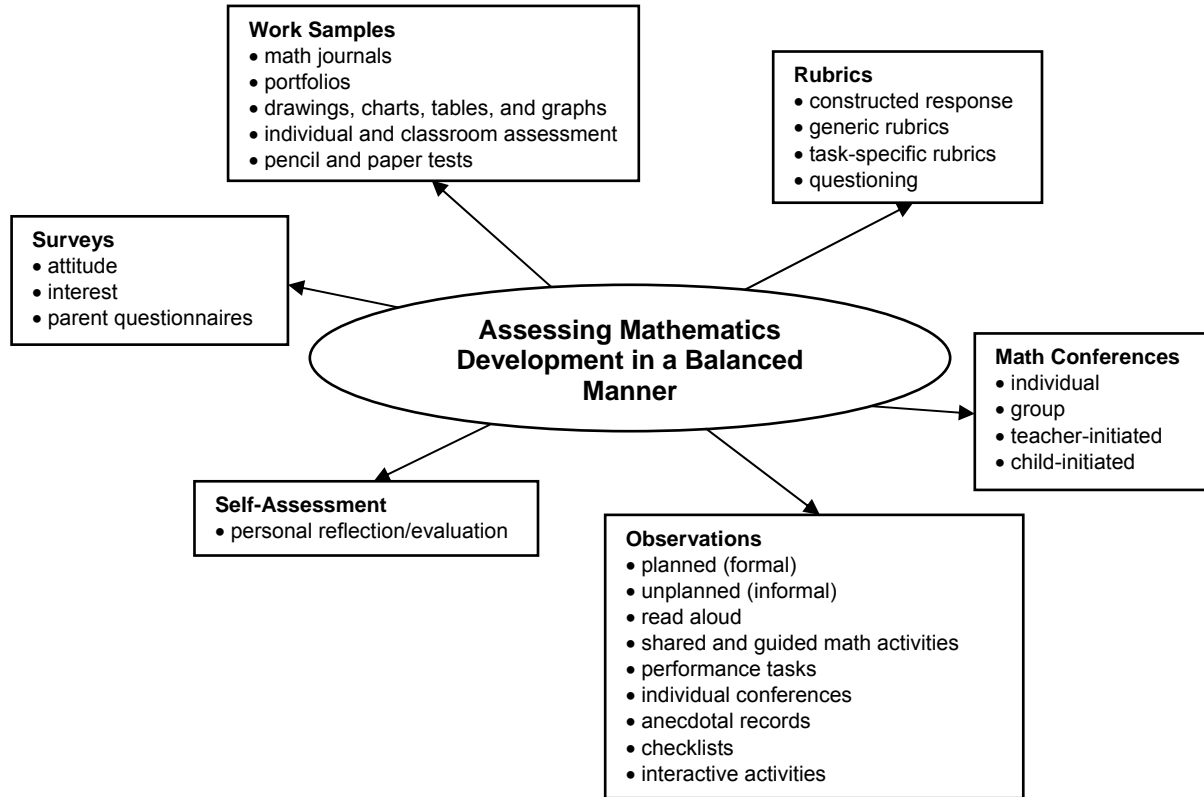 Work Samples
• math journals
• portfolios
• drawings, charts, tables, and graphs
• individual and classroom assessment
• pencil and paper tests
Rubrics
• constructed response
• generic rubrics
• task-specific rubrics
• questioning
Surveys
• attitude
• interest
• parent questionnaires
Assessing Mathematics
Development in a Balanced
Manner
Math Conferences
• individual
• group
• teacher-initiated
• child-initiated
Self-Assessment
• personal reflection/evaluation
Observations
• planned (formal)
• unplanned (informal)
• read aloud
• shared and guided math activities
• performance tasks
• individual conferences
• anecdotal records
• checklists
• interactive activities